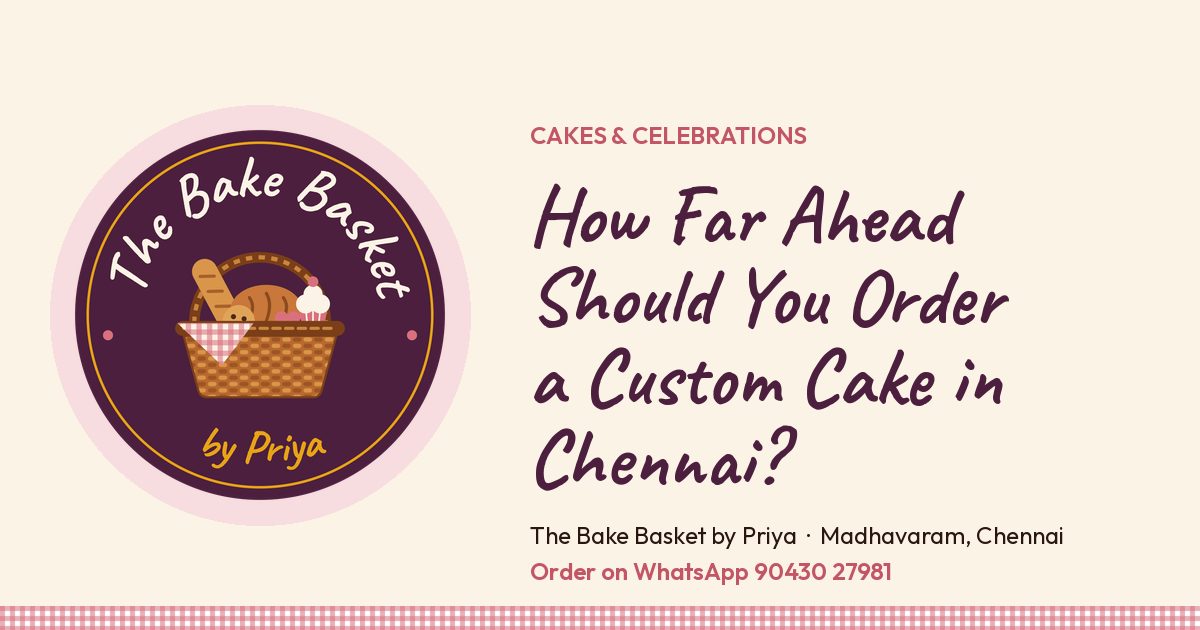 The Bake Basket
by Priya
CAKES & CELEBRATIONS
How Far Ahead
Should You Order
a Custom Cake in
Chennai?
The Bake Basket by Priya · Madhavaram, Chennai
Order on WhatsApp 90430 27981